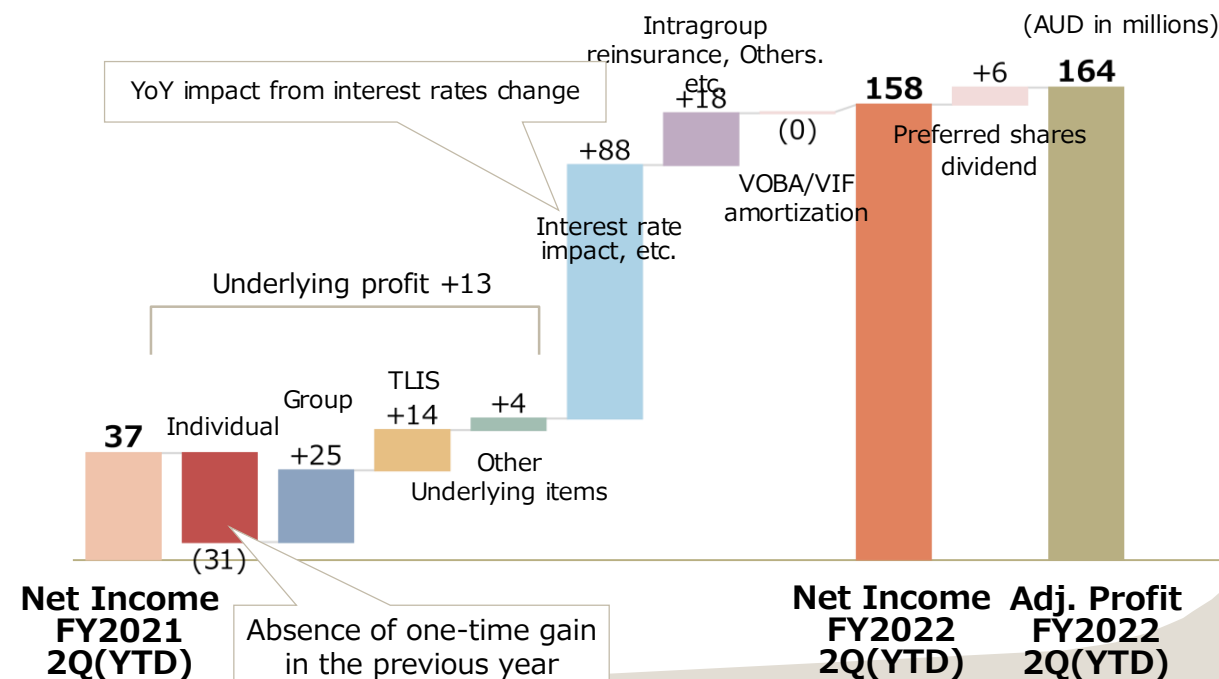 (AUD in millions)
Intragroup
reinsurance, Others.
etc.
+18
YoY impact from interest rates change
158
+6
164
(0)
Preferred shares
dividend
+88
VOBA/VIF
amortization
Interest rate
impact, etc.
Underlying profit +13
TLIS
+14
Group
+25
+4
Individual
37
Other
Underlying items
(31)
Net Income
FY2021
2Q(YTD)
Absence of one-time gain
in the previous year
Net Income
FY2022
2Q(YTD)
Adj. Profit
FY2022
2Q(YTD)